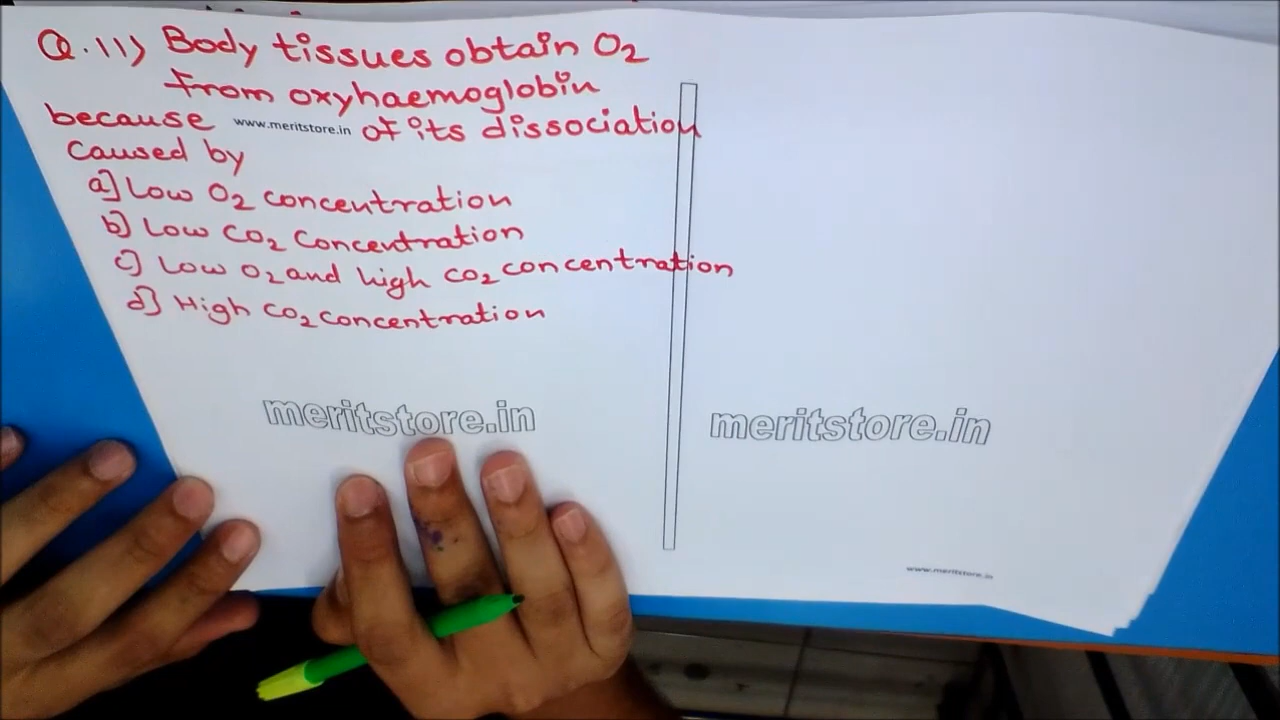 Q.11) Body tissues obtain O2
from oxyhaemoglobin
because www.meritstore.in of its dissociation
Caused by
a] Low O2 concentration
b] Low CO2 Concentration
c] Low O2 and high CO2 concentration
d] High CO2 concentration
meritstore.in meritstore.in
www.meritstore.in